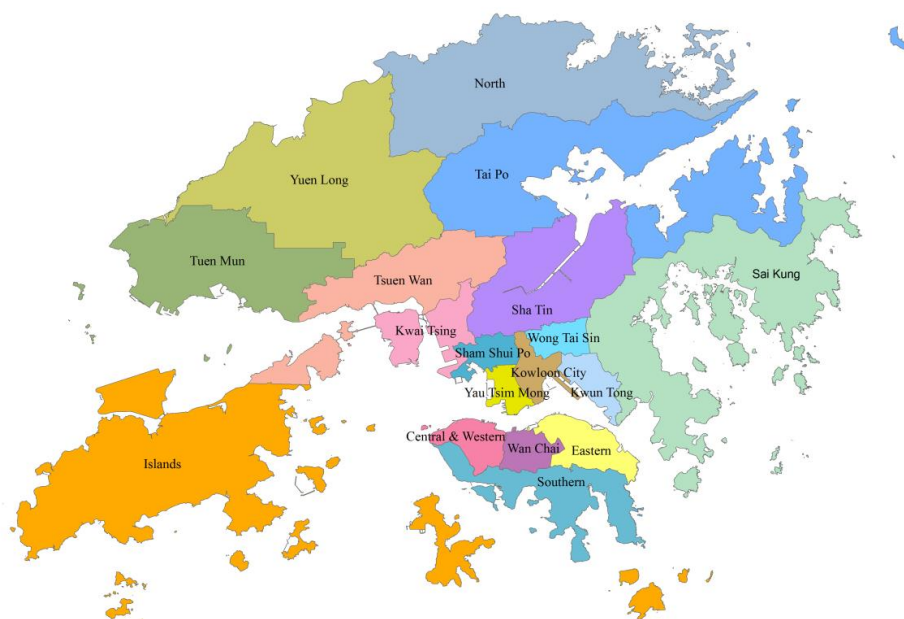 North
Tai Po
Yuen Long
Tuen Mun
Sai Kung
Tsuen Wan
Sha Tin
Kwai Tsing
Wong Tai Sin
Sham Shui Po
Kowloon City
Yau Tsim Mong
Kwun Tong
Central & Western
Wan Chai
Eastern
Islands
Southern